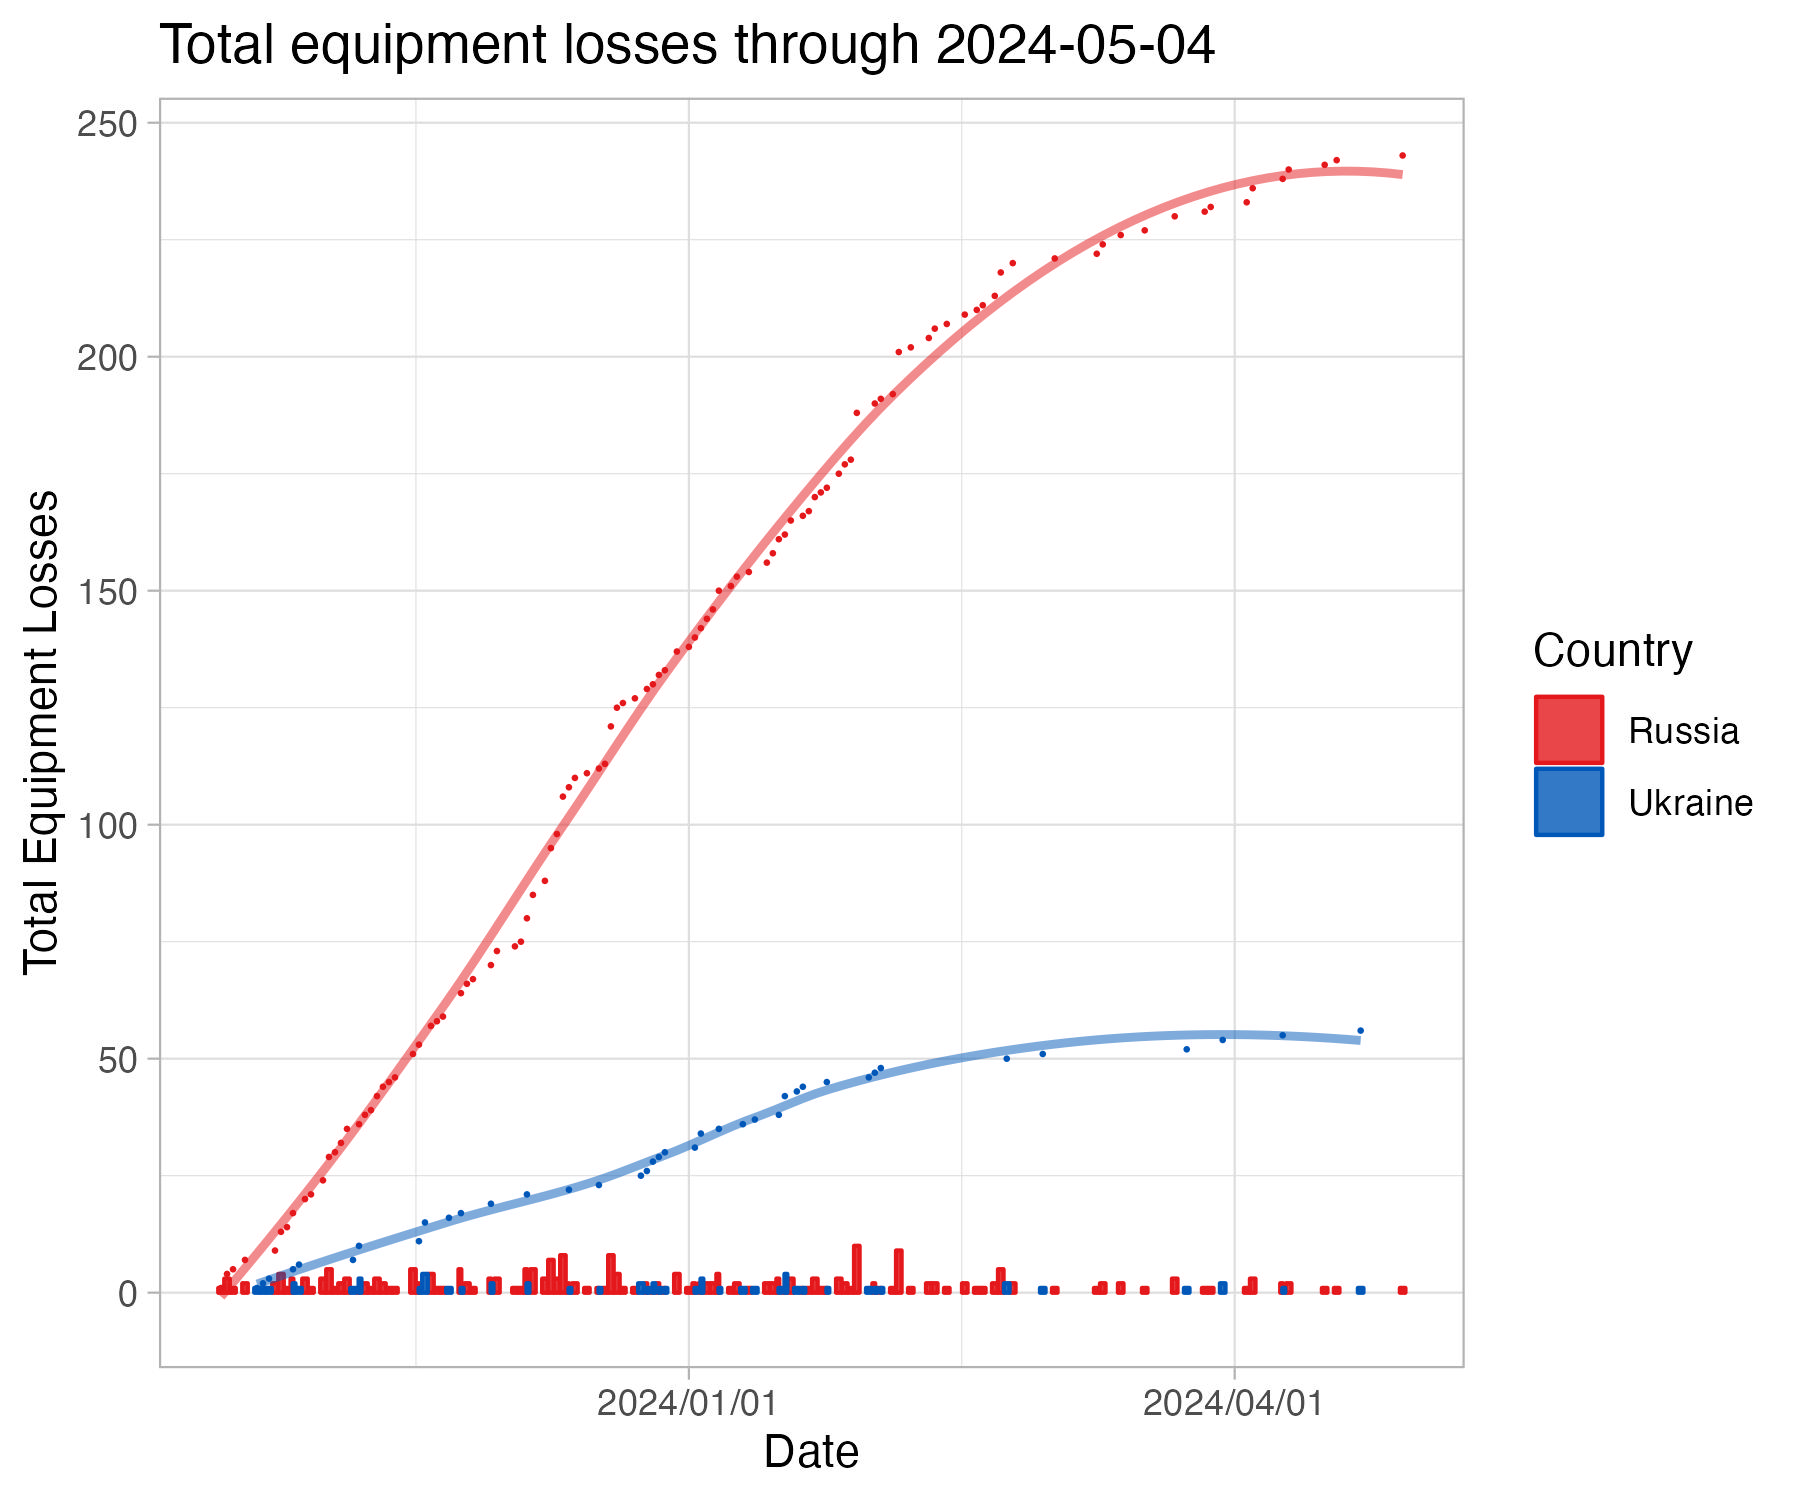 Total equipment losses through 2024-05-04
Total Equipment Losses
250
200
150
100
50
0
2024/01/01
2024/04/01
Date
Country
Russia
Ukraine